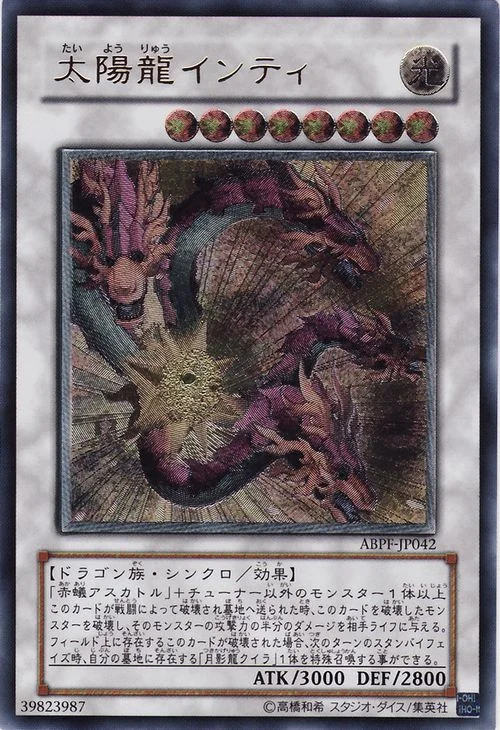 たい よう りゅう
太陽龍インティ
光
ABPF-JP042
【ドラゴン族・シンクロ/効果】
「赤蟻アスカトル」+チューナー以外のモンスター1体以上
このカードが戦闘によって破壊され墓地へ送られた時、このカードを破壊したモン
スターを破壊し、そのモンスターの攻撃力の半分のダメージを相手ライフに与える。
フィールド上に存在するこのカードが破壊された場合、次のターンのスタンバイフェ
イズ時、自分の墓地に存在する「月影龍クイラ」1体を特殊召喚する事ができる。
ATK/3000 DEF/2800
39823987
©高橋和希 スタジオ・ダイス/集英社